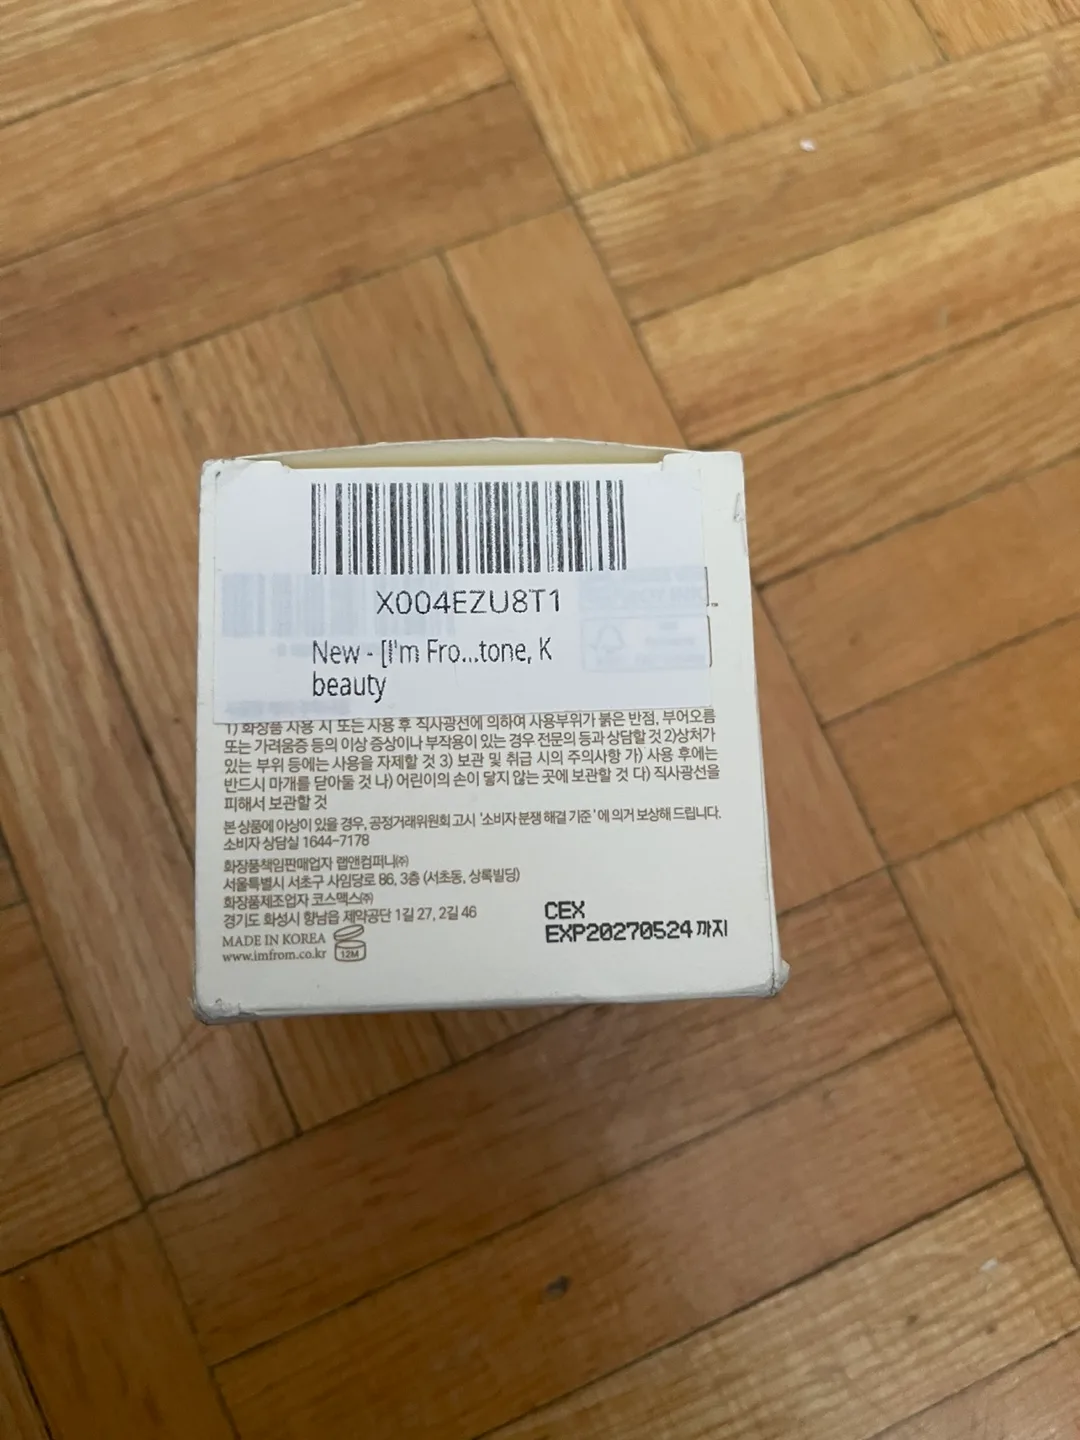 X004EZU8T1
New - [I'm Fro...tone, K
beauty
1) 화장품 사용 시 또는 사용 후 직사광선에 의하여 사용부위가 붉은 반점, 부어오름
또는 가려움증 등의 이상 증상이나 부작용이 있는 경우 전문의 등과 상담할 것 2)상처가
있는 부위 등에는 사용을 자제할 것 3) 보관 및 취급 시의 주의사항 가) 사용 후에는
반드시 마개를 닫아둘 것 나) 어린이의 손이 닿지 않는 곳에 보관할 것 다) 직사광선을
피해서 보관할 것
본 상품에 이상이 있을 경우, 공정거래위원회 고시 '소비자 분쟁 해결 기준'에 의거 보상해 드립니다.
소비자 상담실 1644-7178
화장품책임판매업자 랩앤컴퍼니㈜
서울특별시 서초구 사임당로 86, 3층 (서초동, 상록빌딩)
화장품제조업자 코스맥스㈜
경기도 화성시 향남읍 제약공단 1길 27, 2길 46
MADE IN KOREA
www.imfrom.co.kr
12M
CEX
EXP20270524 까지